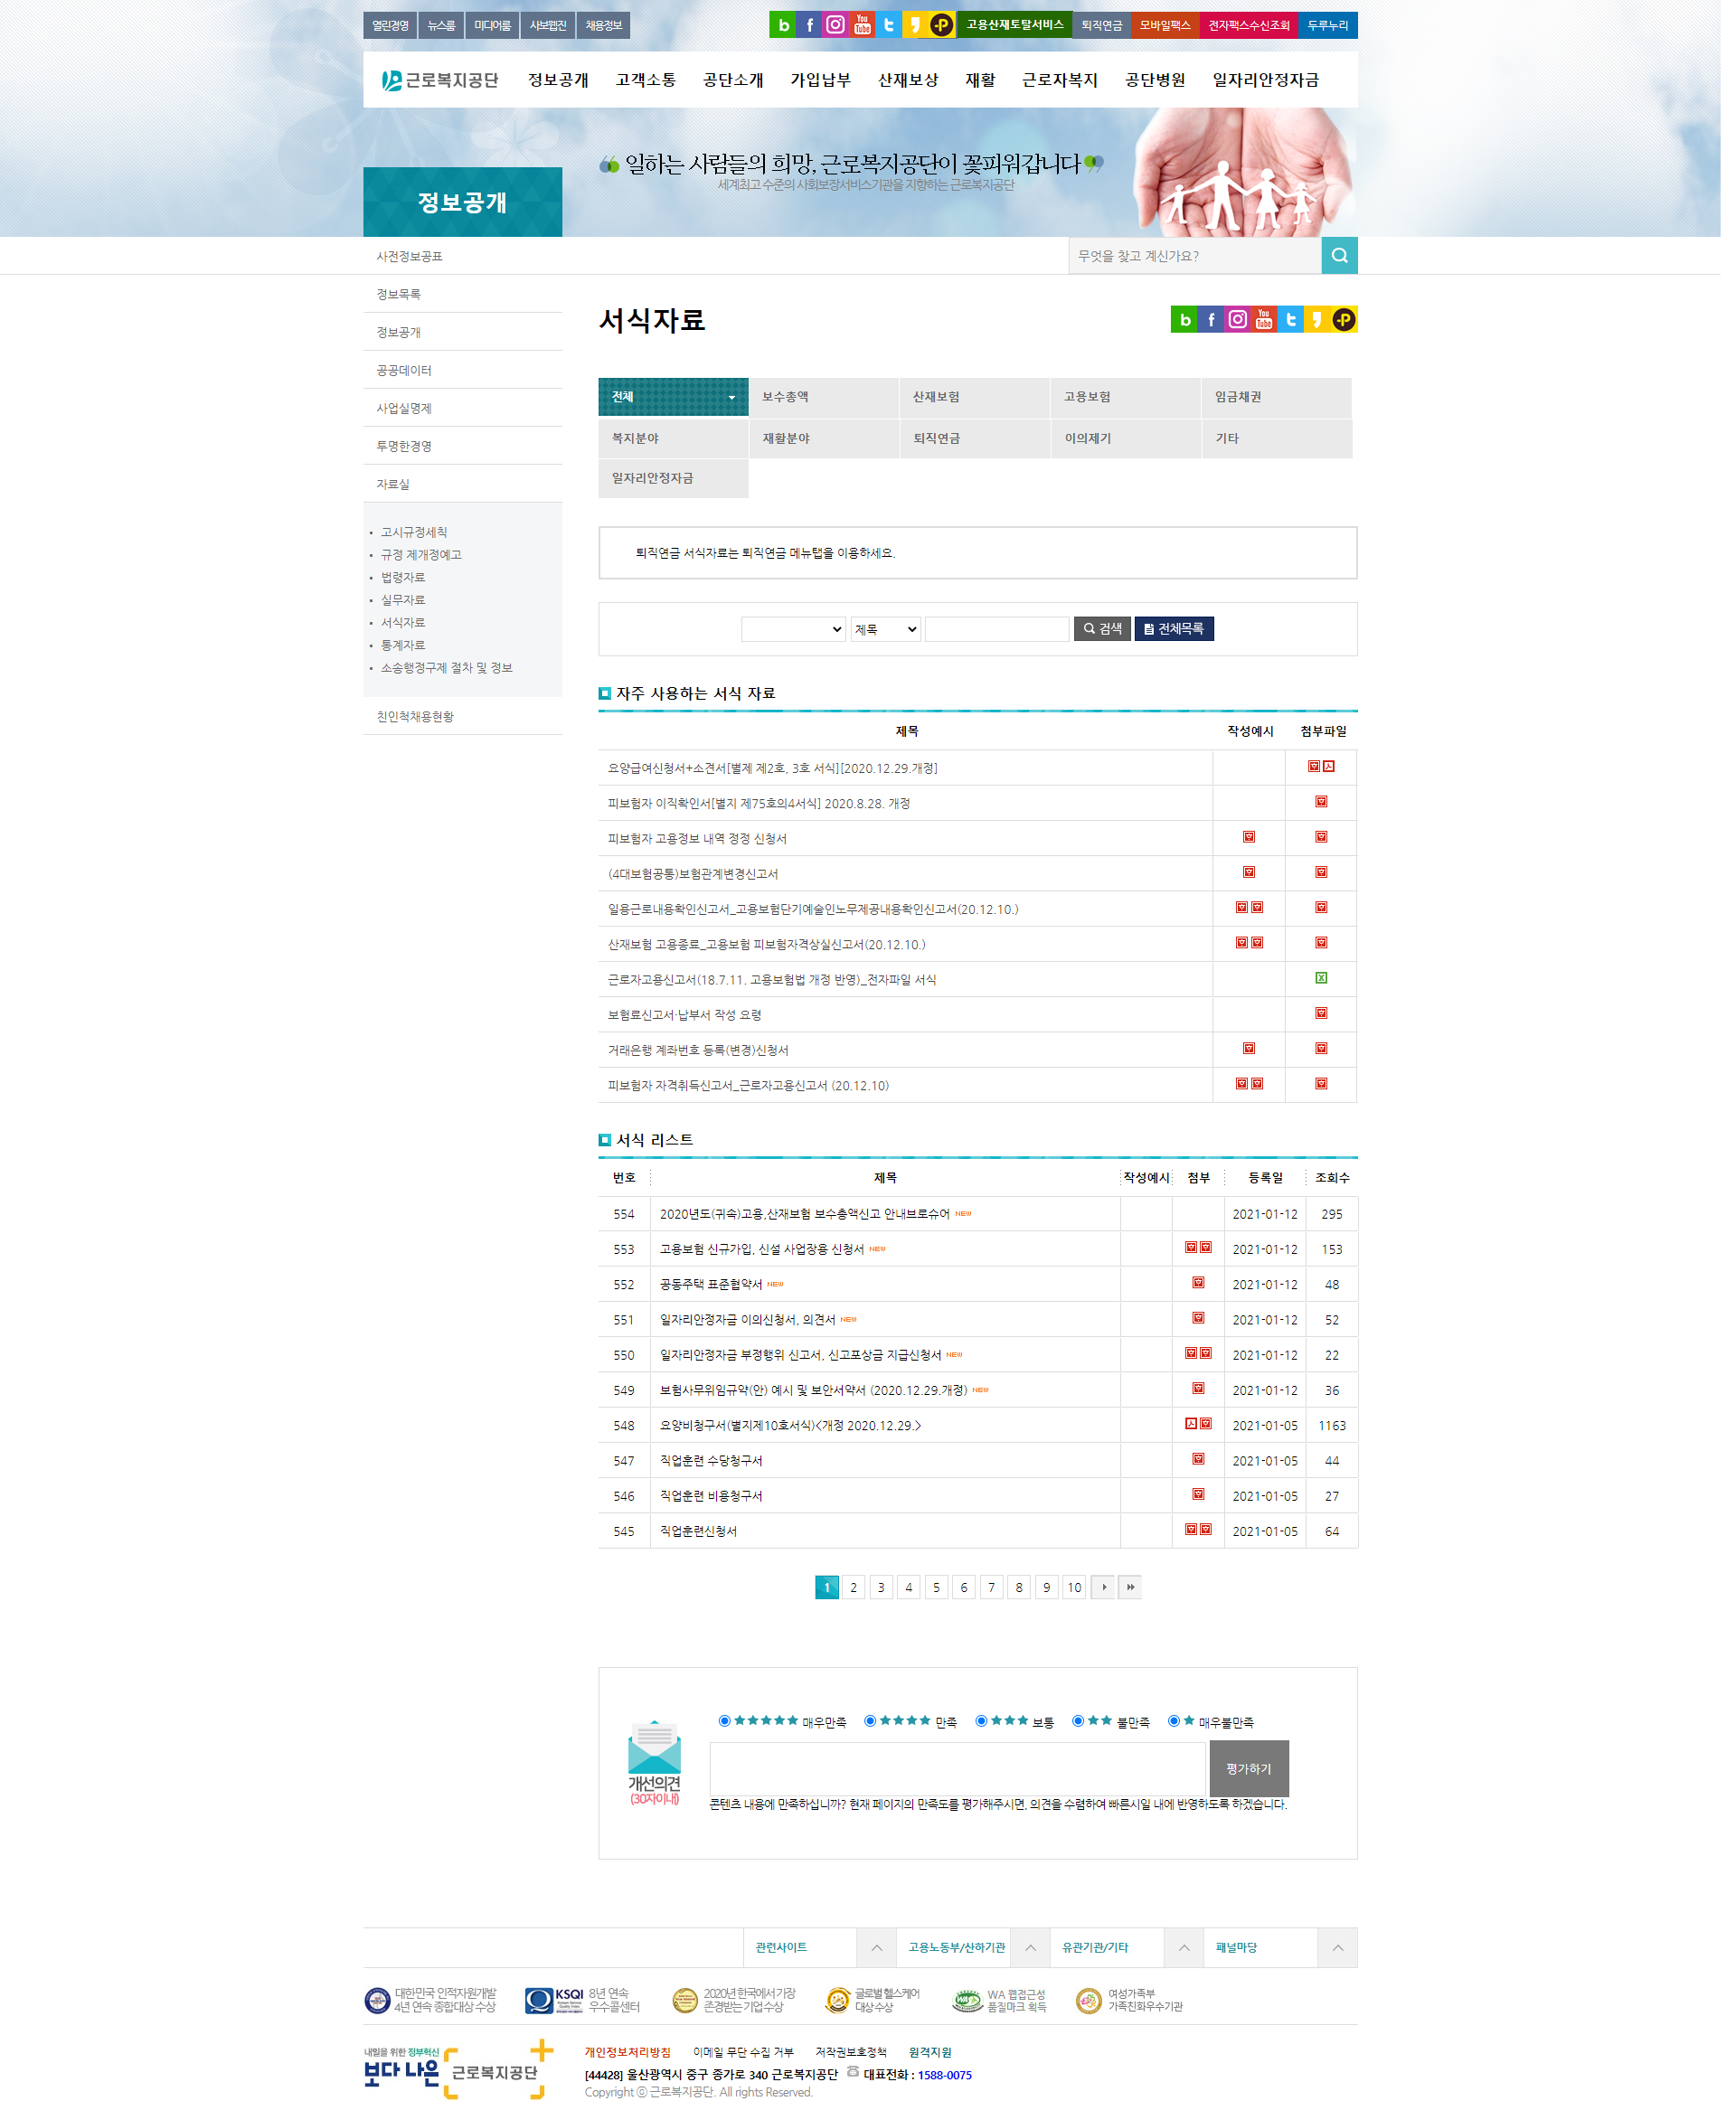 열린경영 뉴스룸 미디어룸 사보웹진 채용정보
고용산재토탈서비스 퇴직연금 모바일팩스 전자팩스수신조회 두루누리
근로복지공단 정보공개 고객소통 공단소개 가입납부 산재보상 재활 근로자복지 공단병원 일자리안정자금
일하는 사람들의 희망, 근로복지공단이 꽃피워갑니다
세계최고 수준의 사회보장서비스기관을 지향하는 근로복지공단
정보공개
무엇을 찾고 계신가요?
사전정보공표
정보목록
정보공개
공공데이터
사업실명제
투명한경영
자료실
고시규정세칙
규정 제개정예고
법령자료
실무자료
서식자료
통계자료
소송행정구제 절차 및 정보
친인척채용현황
서식자료
전체 보수총액 산재보험 고용보험 임금채권
복지분야 재활분야 퇴직연금 이의제기 기타
일자리안정자금
퇴직연금 서식자료는 퇴직연금 메뉴탭을 이용하세요.
제목 검색 전체목록
자주 사용하는 서식 자료
제목 작성예시 첨부파일
요양급여신청서+소견서[별제 제2호, 3호 서식][2020.12.29.개정]
피보험자 이직확인서[별지 제75호의4서식] 2020.8.28. 개정
피보험자 고용정보 내역 정정 신청서
(4대보험공통)보험관계변경신고서
일용근로내용확인신고서_고용보험단기예술인노무제공내용확인신고서(20.12.10.)
산재보험 고용종료_고용보험 피보험자격상실신고서(20.12.10.)
근로자고용신고서(18.7.11. 고용보험법 개정 반영)_전자파일 서식
보험료신고서·납부서 작성 요령
거래은행 계좌번호 등록(변경)신청서
피보험자 자격취득신고서_근로자고용신고서 (20.12.10)
서식 리스트
번호 제목 작성예시 첨부 등록일 조회수
554 2020년도(귀속)고용,산재보험 보수총액신고 안내브로슈어 NEW 2021-01-12 295
553 고용보험 신규가입, 신설 사업장용 신청서 NEW 2021-01-12 153
552 공동주택 표준협약서 NEW 2021-01-12 48
551 일자리안정자금 이의신청서, 의견서 NEW 2021-01-12 52
550 일자리안정자금 부정행위 신고서, 신고포상금 지급신청서 NEW 2021-01-12 22
549 보험사무위임규약(안) 예시 및 보안서약서 (2020.12.29.개정) NEW 2021-01-12 36
548 요양비청구서(별지제10호서식)<개정 2020.12.29.> 2021-01-05 1163
547 직업훈련 수당청구서 2021-01-05 44
546 직업훈련 비용청구서 2021-01-05 27
545 직업훈련신청서 2021-01-05 64
1 2 3 4 5 6 7 8 9 10
매우만족 만족 보통 불만족 매우불만족
개선의견
(30자이내)
평가하기
콘텐츠 내용에 만족하십니까? 현재 페이지의 만족도를 평가해주시면, 의견을 수렴하여 빠른시일 내에 반영하도록 하겠습니다.
관련사이트 고용노동부/산하기관 유관기관/기타 패널마당
대한민국 인적자원개발
4년 연속 종합대상 수상
KSQI 8년 연속
우수콜센터
2020년 한국에서 가장
존경받는 기업 수상
글로벌 헬스케어
대상 수상
WA 웹접근성
품질마크 획득
여성가족부
가족친화우수기관
내일을 위한 정부혁신
보다 나은 근로복지공단
개인정보처리방침 이메일 무단 수집 거부 저작권보호정책 원격지원
[44428] 울산광역시 중구 종가로 340 근로복지공단 대표전화 : 1588-0075
Copyright ⓒ 근로복지공단. All rights Reserved.